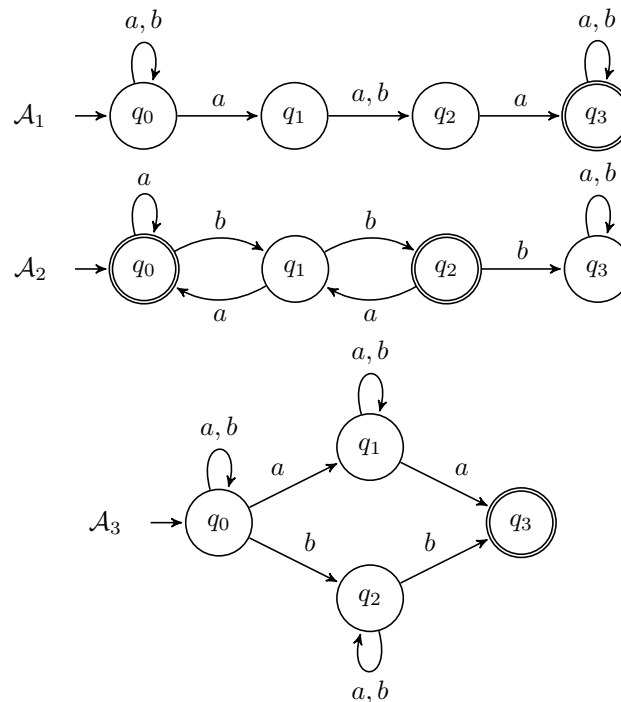 a, b a, b
𝒜₁ q₀ a q₁ a, b q₂ a q₃
a a, b
b b
𝒜₂ q₀ q₁ q₂ b q₃
a a
a, b
a, b q₁
a a
𝒜₃ q₀ q₃
b b
q₂
a, b